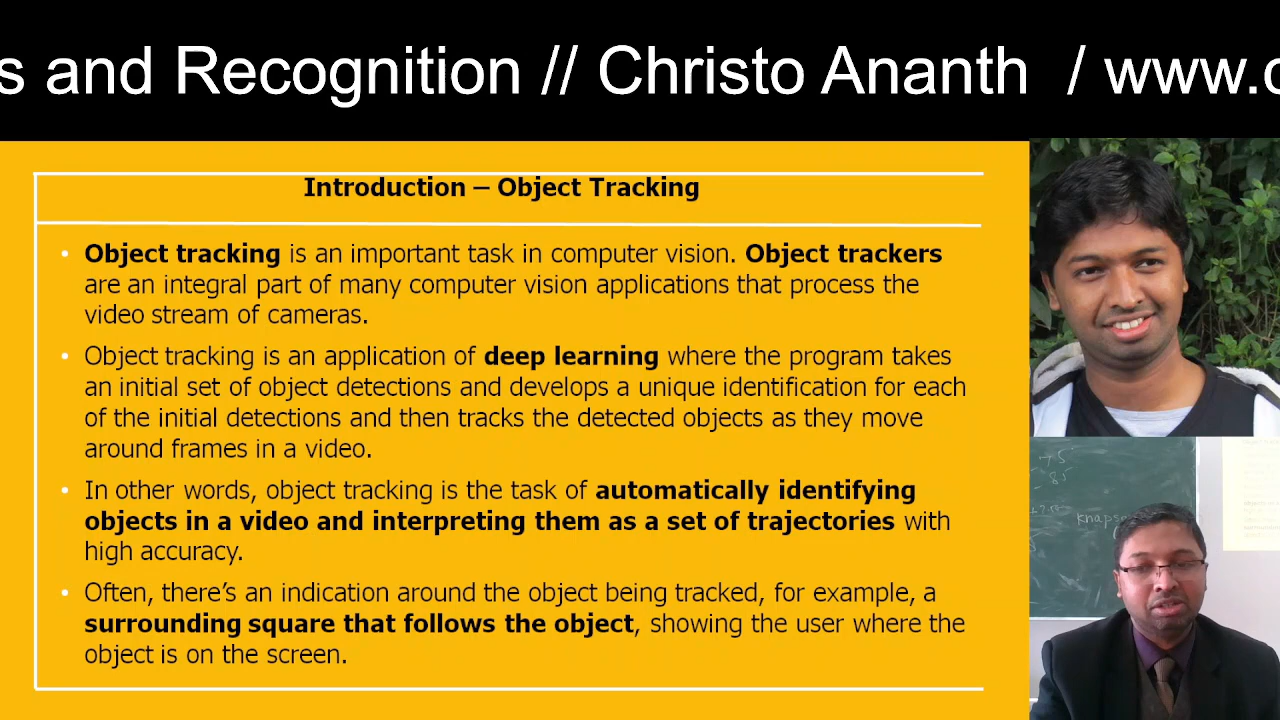 s and Recognition // Christo Ananth / www.c
Introduction – Object Tracking
• Object tracking is an important task in computer vision. Object trackers
are an integral part of many computer vision applications that process the
video stream of cameras.
• Object tracking is an application of deep learning where the program takes
an initial set of object detections and develops a unique identification for each
of the initial detections and then tracks the detected objects as they move
around frames in a video.
• In other words, object tracking is the task of automatically identifying
objects in a video and interpreting them as a set of trajectories with
high accuracy.
• Often, there’s an indication around the object being tracked, for example, a
surrounding square that follows the object, showing the user where the
object is on the screen.